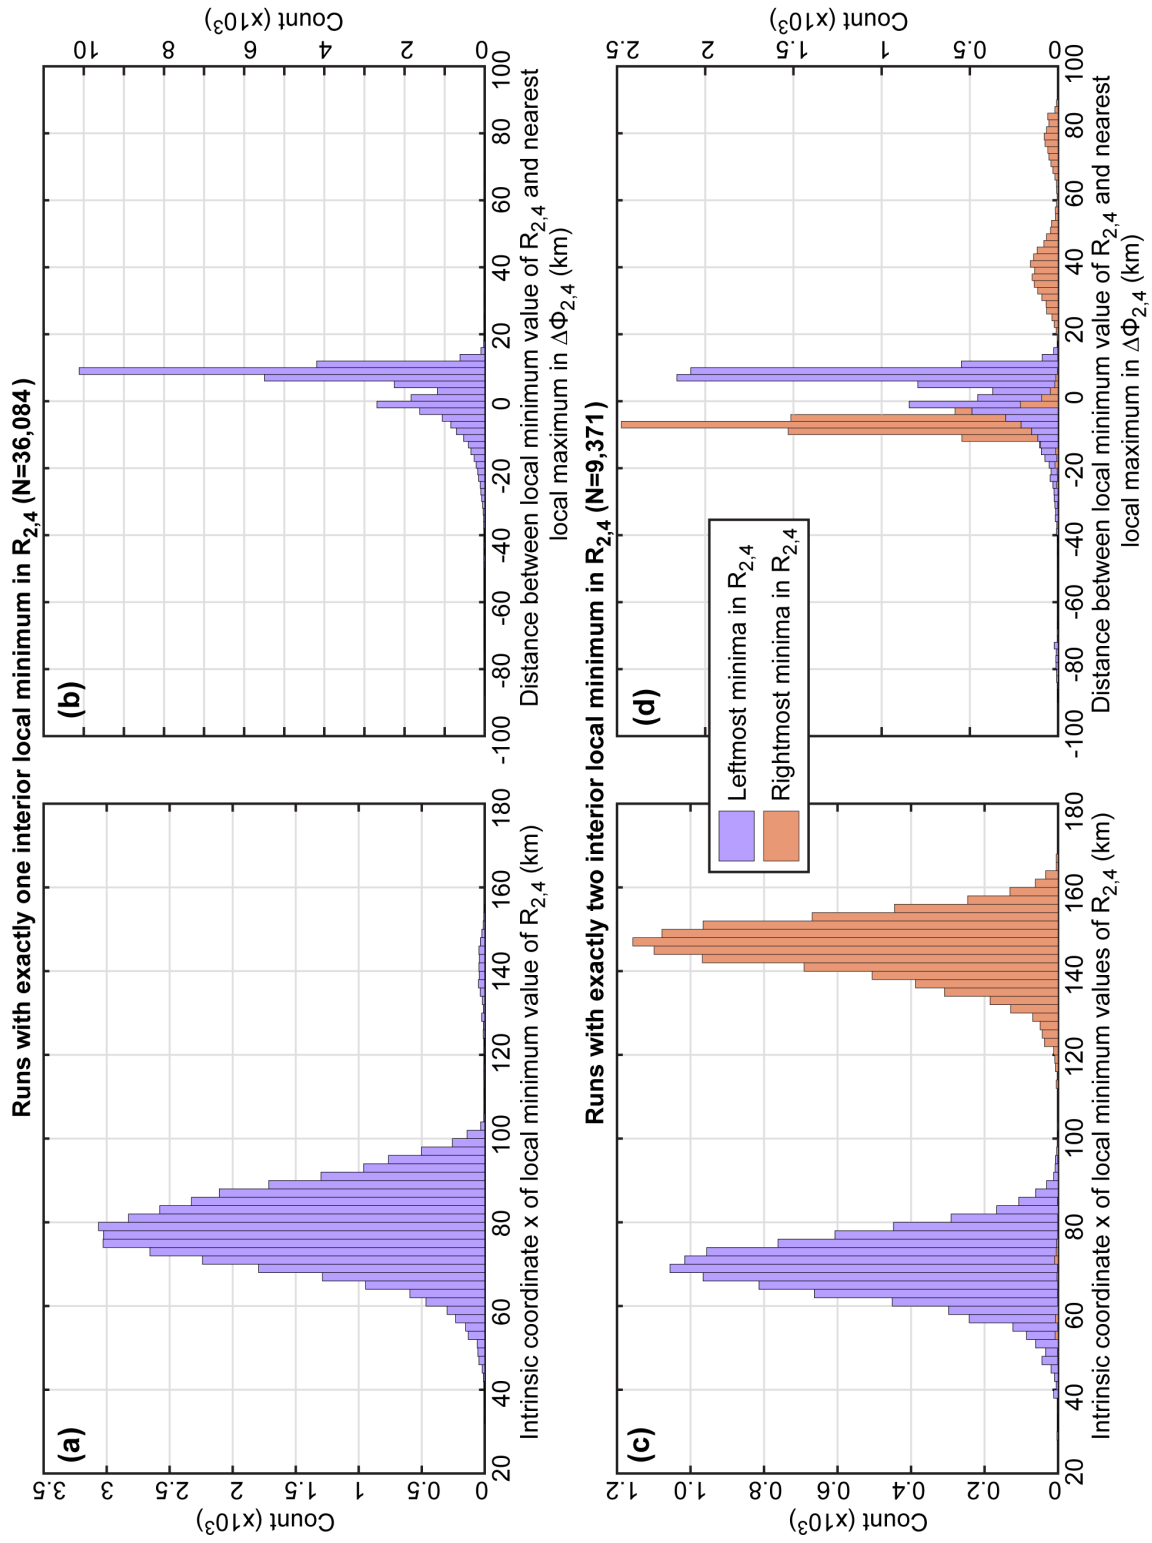 Runs with exactly one interior local minimum in R2,4 (N=36,084)
(a)
Count (x10³)
3.5
3
2.5
2
1.5
1
0.5
0
20 40 60 80 100 120 140 160 180
Intrinsic coordinate x of local minimum value of R2,4 (km)
(b)
Count (x10³)
10
8
6
4
2
0
-100 -80 -60 -40 -20 0 20 40 60 80 100
Distance between local minimum value of R2,4 and nearest
local maximum in ΔΦ2,4 (km)
Runs with exactly two interior local minimum in R2,4 (N=9,371)
(c)
Count (x10³)
1.2
1.0
0.8
0.6
0.4
0.2
0
20 40 60 80 100 120 140 160 180
Intrinsic coordinate x of local minimum values of R2,4 (km)
Leftmost minima in R2,4
Rightmost minima in R2,4
(d)
Count (x10³)
2.5
2
1.5
1
0.5
0
-100 -80 -60 -40 -20 0 20 40 60 80 100
Distance between local minimum value of R2,4 and nearest
local maximum in ΔΦ2,4 (km)